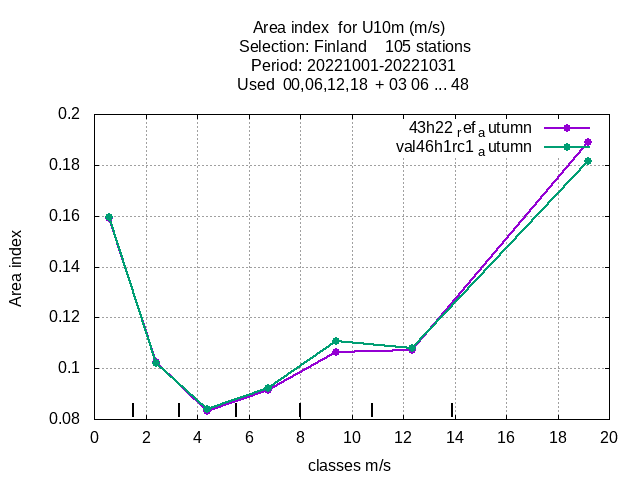 Area index for U10m (m/s)
Selection: Finland 105 stations
Period: 20221001-20221031
Used 00,06,12,18 + 03 06 ... 48
43h22 ref autumn
val46h1rc1 autumn
0.2
0.18
0.16
0.14
0.12
0.1
0.08
Area index
0 2 4 6 8 10 12 14 16 18 20
classes m/s